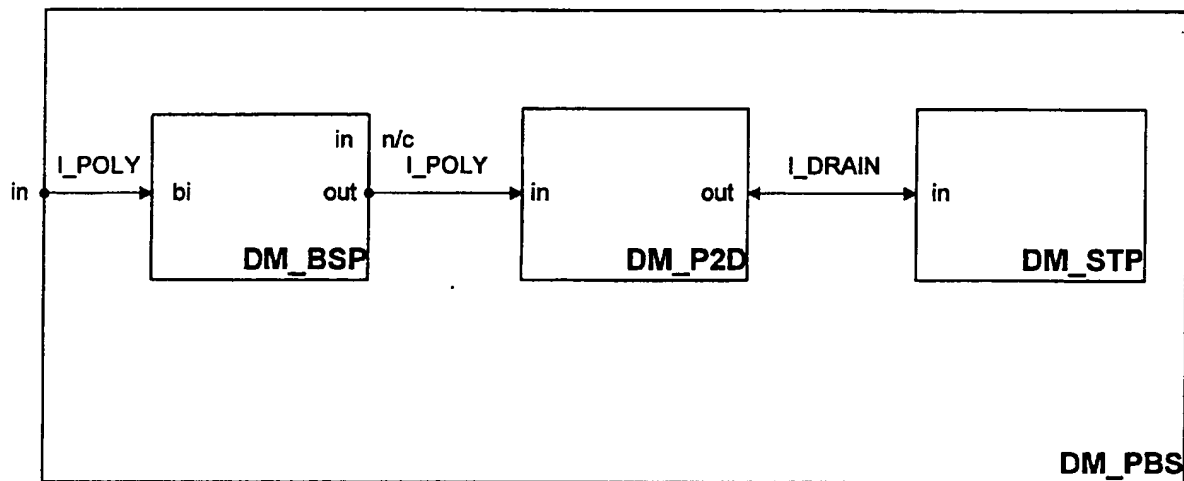 in n/c
I_POLY I_POLY I_DRAIN
in bi out in out in
DM_BSP DM_P2D DM_STP
DM_PBS